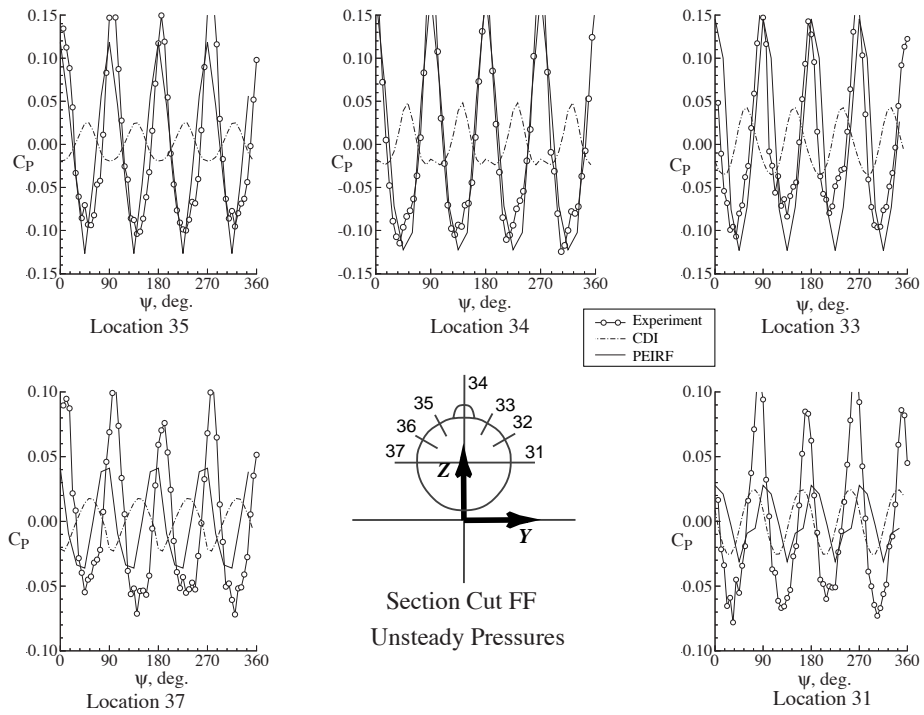 0.15
0.10
0.05
0.00
-0.05
-0.10
-0.15
C_P
0 90 180 270 360
ψ, deg.
Location 35
0.15
0.10
0.05
0.00
-0.05
-0.10
-0.15
C_P
0 90 180 270 360
ψ, deg.
Location 34
0.15
0.10
0.05
0.00
-0.05
-0.10
-0.15
C_P
0 90 180 270 360
ψ, deg.
Location 33
Experiment
CDI
PEIRF
0.10
0.05
0.00
-0.05
-0.10
C_P
0 90 180 270 360
ψ, deg.
Location 37
34
35 33
36 32
37 31
Z
Y
Section Cut FF
Unsteady Pressures
0.10
0.05
0.00
-0.05
-0.10
C_P
0 90 180 270 360
ψ, deg.
Location 31